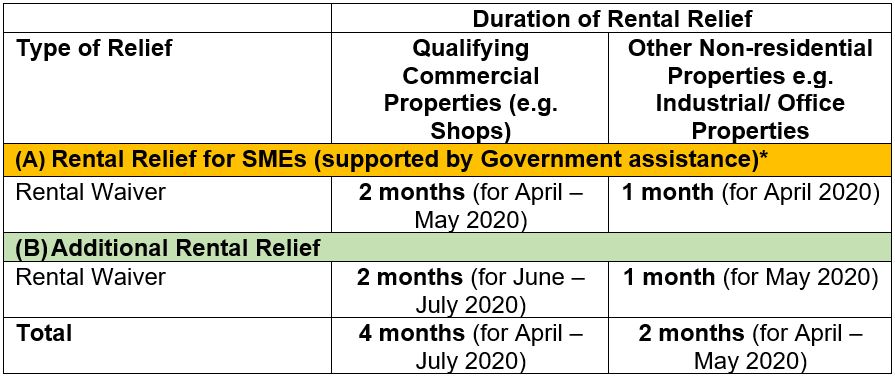 Duration of Rental Relief
Type of Relief
Qualifying
Commercial
Properties (e.g.
Shops)
Other Non-residential
Properties e.g.
Industrial/ Office
Properties
(A) Rental Relief for SMEs (supported by Government assistance)*
Rental Waiver
2 months (for April –
May 2020)
1 month (for April 2020)
(B) Additional Rental Relief
Rental Waiver
2 months (for June –
July 2020)
1 month (for May 2020)
Total
4 months (for April –
July 2020)
2 months (for April –
May 2020)